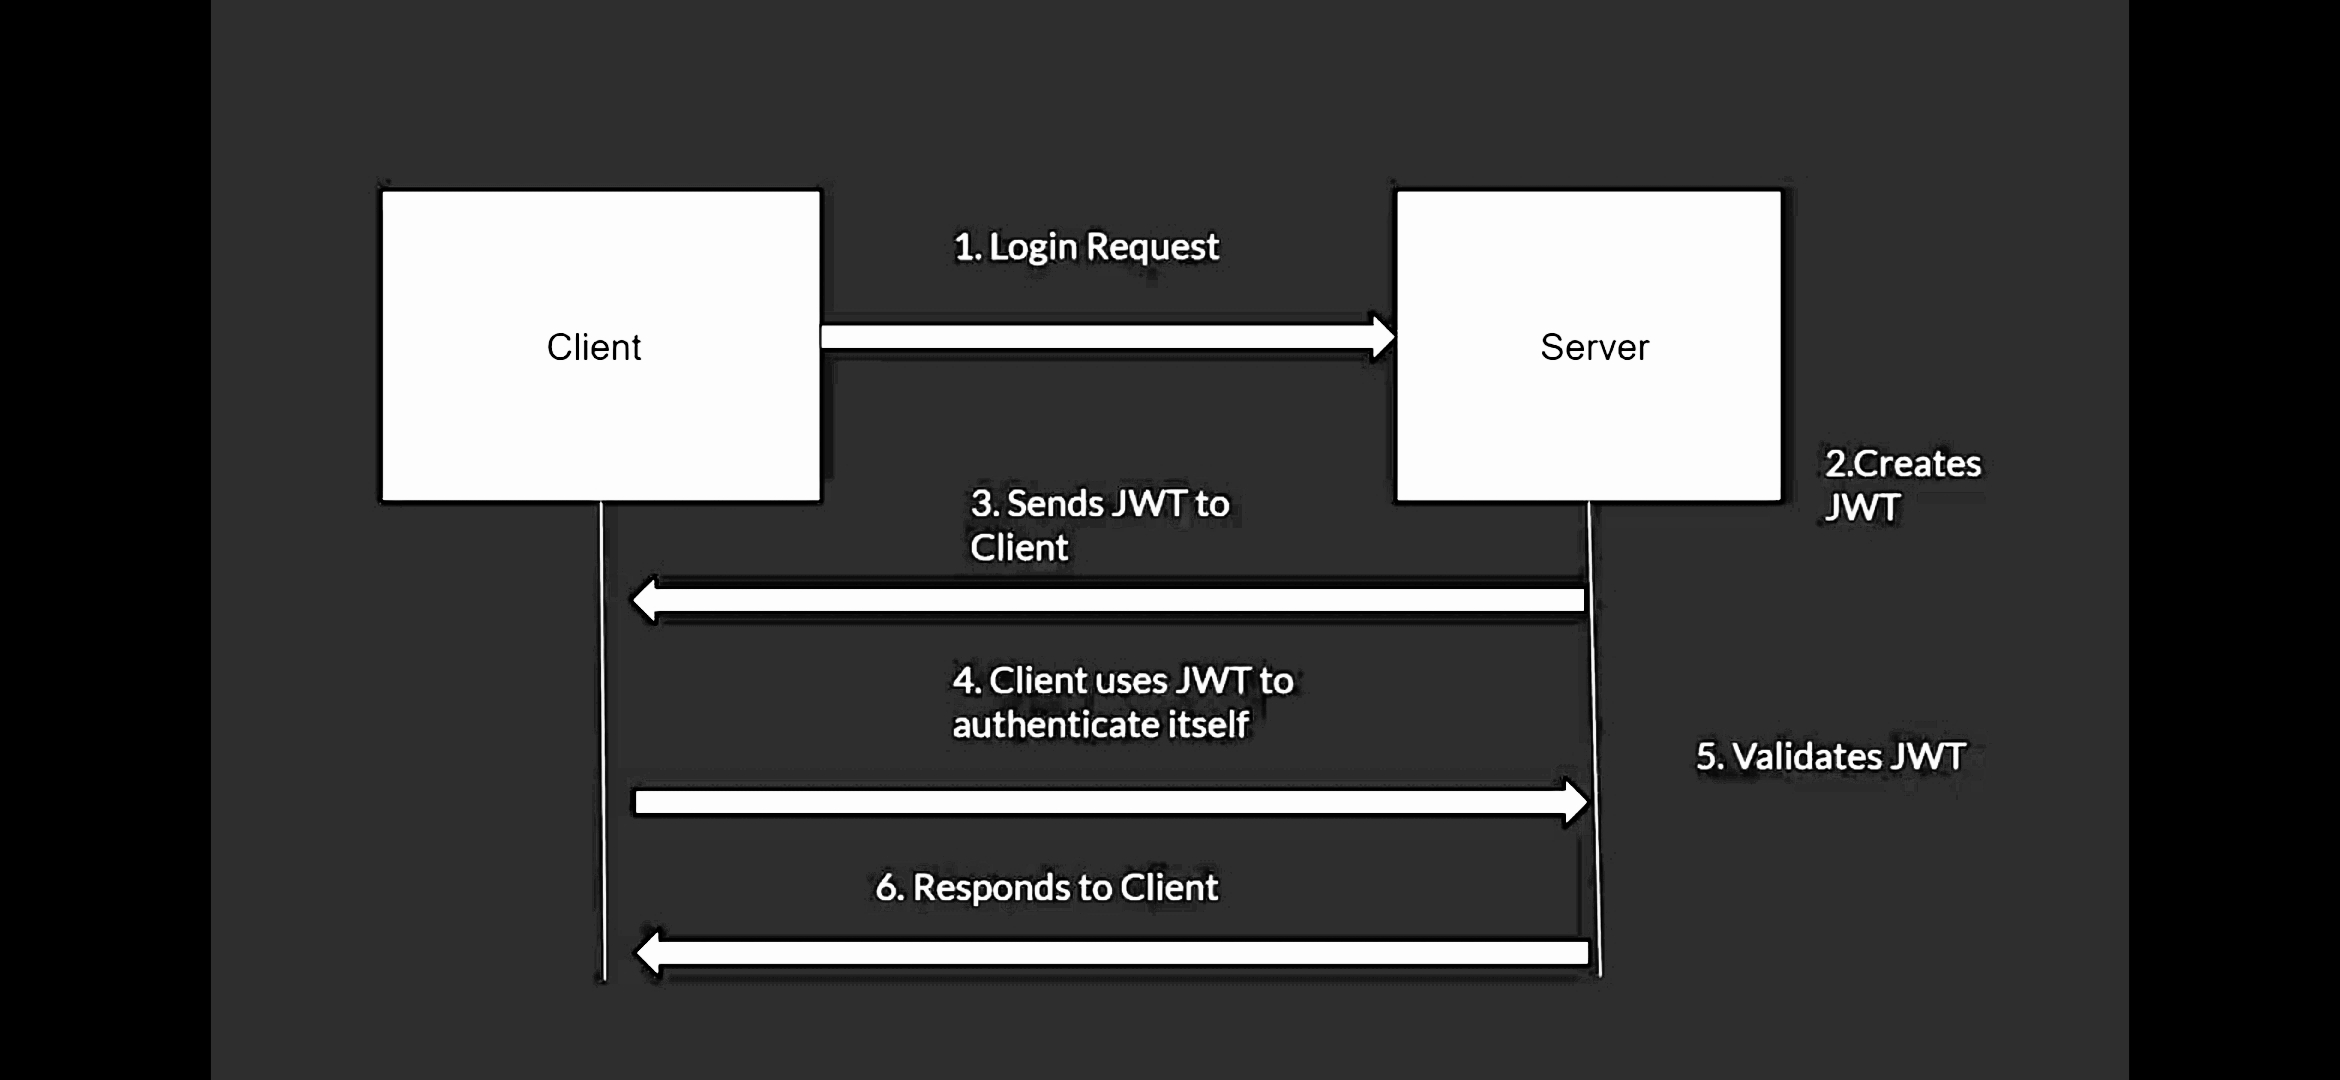 1. Login Request
Client
Server
2.Creates
JWT
3. Sends JWT to
Client
4. Client uses JWT to
authenticate itself
5. Validates JWT
6. Responds to Client